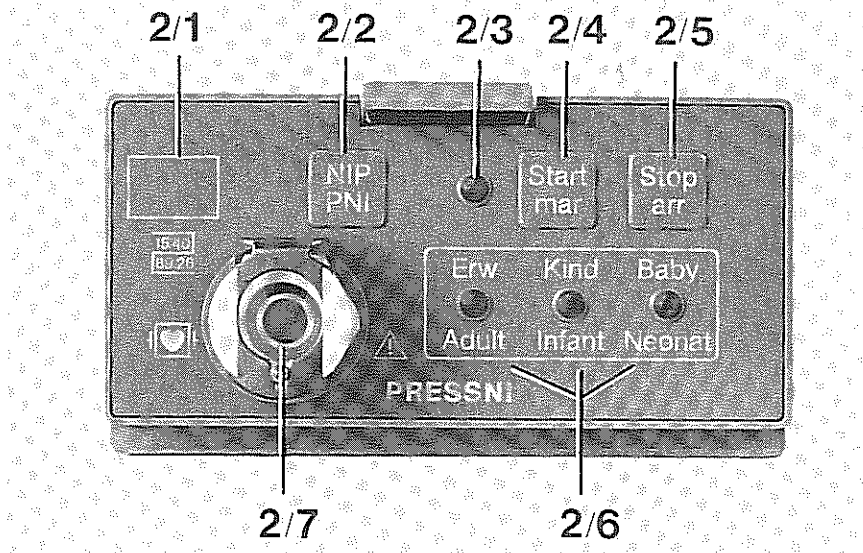 2/1 2/2 2/3 2/4 2/5
NIP
PNI
Start
mar
Stop
arr
Erw Kind Baby
Adult Infant Neonat
PRESSNI
2/7 2/6